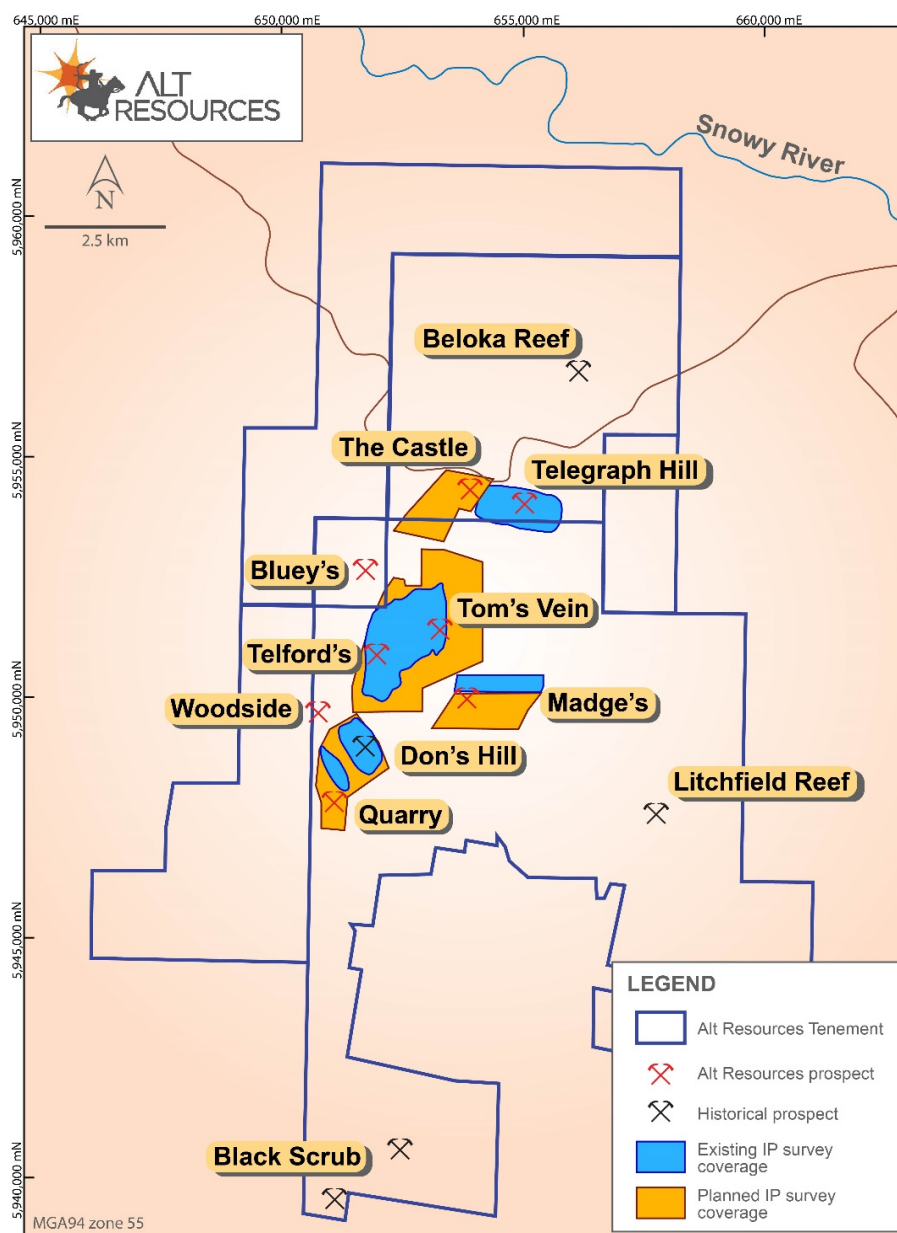 645,000 mE
650,000 mE
655,000 mE
660,000 mE
ALT
RESOURCES
Snowy River
N
2.5 km
5,960,000 mN
Beloka Reef
The Castle
5,955,000 mN
Telegraph Hill
Bluey's
Tom's Vein
Telford's
5,950,000 mN
Woodside
Madge's
Don's Hill
Litchfield Reef
Quarry
5,945,000 mN
LEGEND
Alt Resources Tenement
Alt Resources prospect
Historical prospect
Existing IP survey
coverage
Planned IP survey
coverage
Black Scrub
5,940,000 mN
MGA94 zone 55